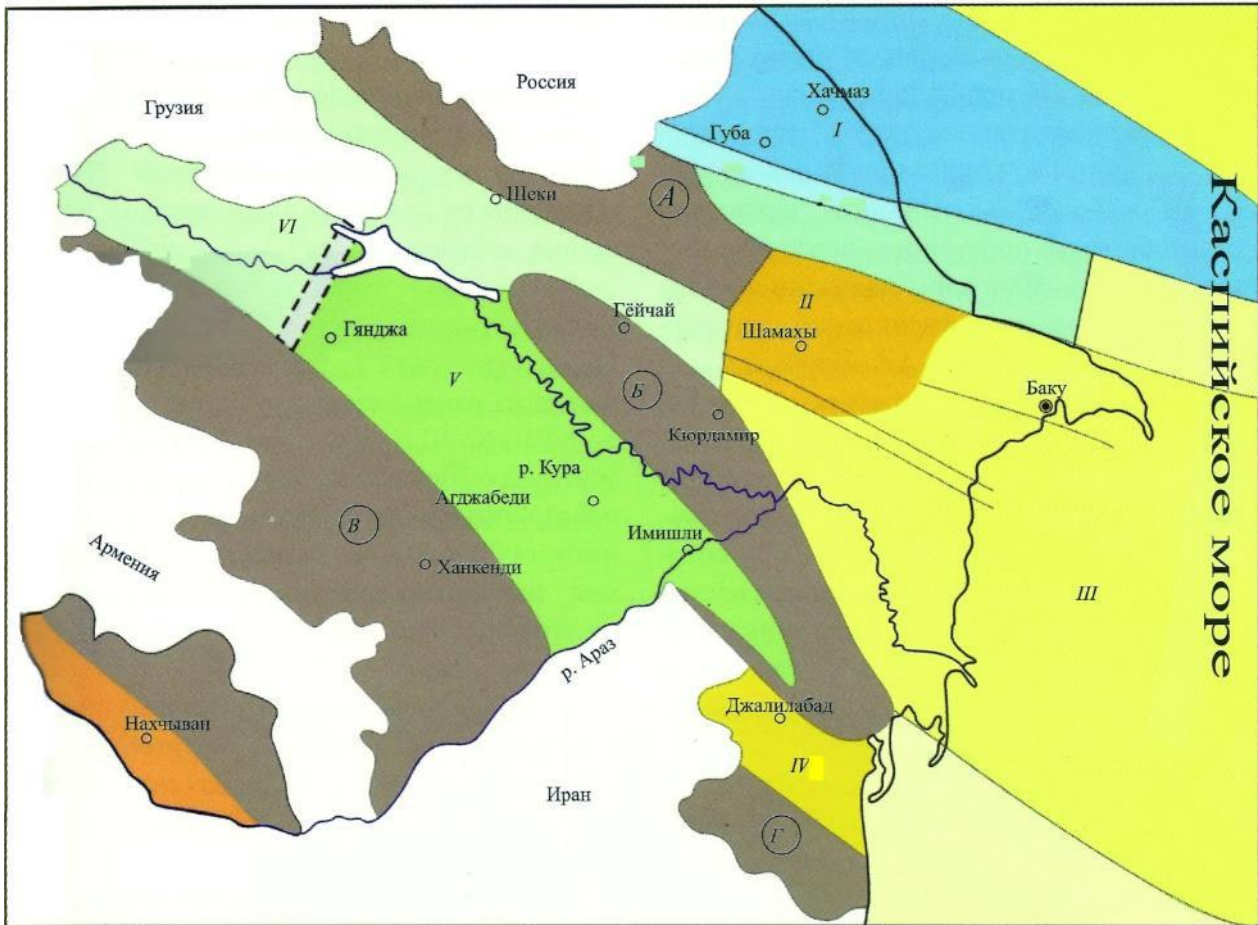 Россия
Грузия
Хачмаз
I
Губа
Шеки
А
VI
II
Гёйчай
Шамахы
Гянджа
V
Б
Баку
Кюрдамир
р. Кура
Агджабеди
Имишли
В
Ханкенди
Армения
III
р. Араз
Нахчыван
Джалилабад
IV
Иран
Г
Каспийское море